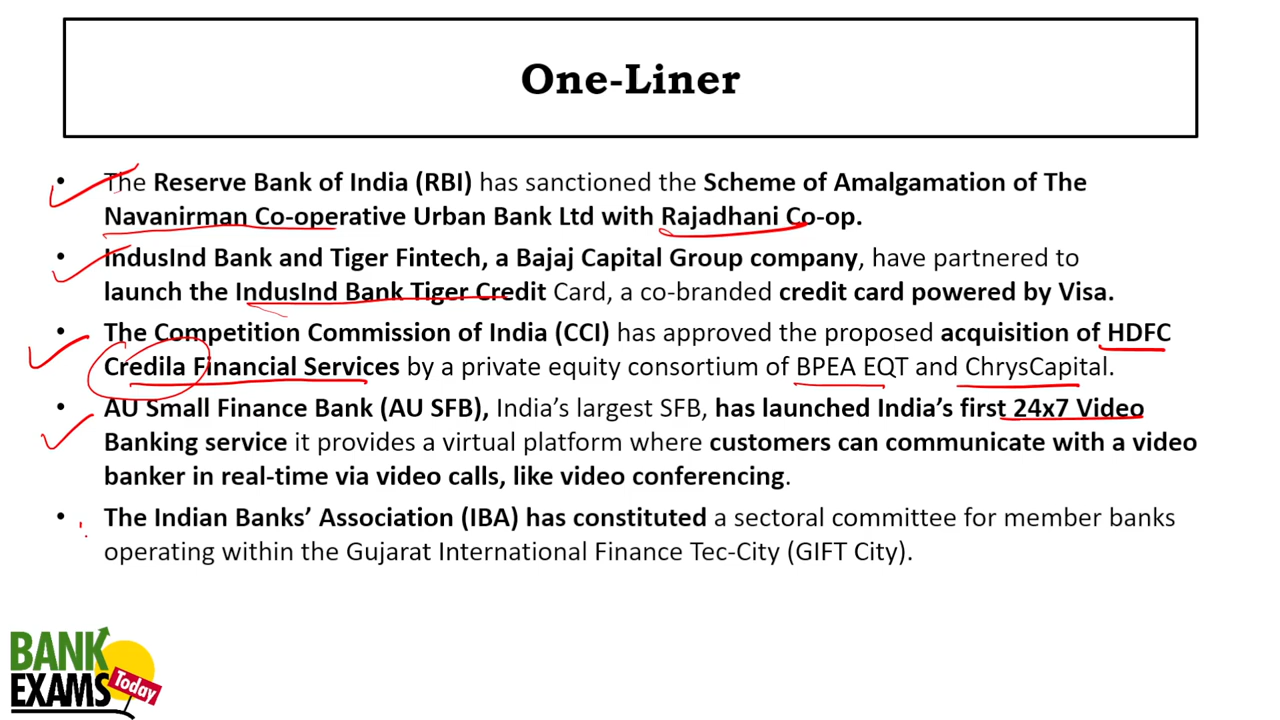 One-Liner
• The Reserve Bank of India (RBI) has sanctioned the Scheme of Amalgamation of The
Navanirman Co-operative Urban Bank Ltd with Rajadhani Co-op.
• IndusInd Bank and Tiger Fintech, a Bajaj Capital Group company, have partnered to
launch the IndusInd Bank Tiger Credit Card, a co-branded credit card powered by Visa.
• The Competition Commission of India (CCI) has approved the proposed acquisition of HDFC
Credila Financial Services by a private equity consortium of BPEA EQT and ChrysCapital.
• AU Small Finance Bank (AU SFB), India's largest SFB, has launched India's first 24x7 Video
Banking service it provides a virtual platform where customers can communicate with a video
banker in real-time via video calls, like video conferencing.
• The Indian Banks' Association (IBA) has constituted a sectoral committee for member banks
operating within the Gujarat International Finance Tec-City (GIFT City).
BANK
EXAMS Today